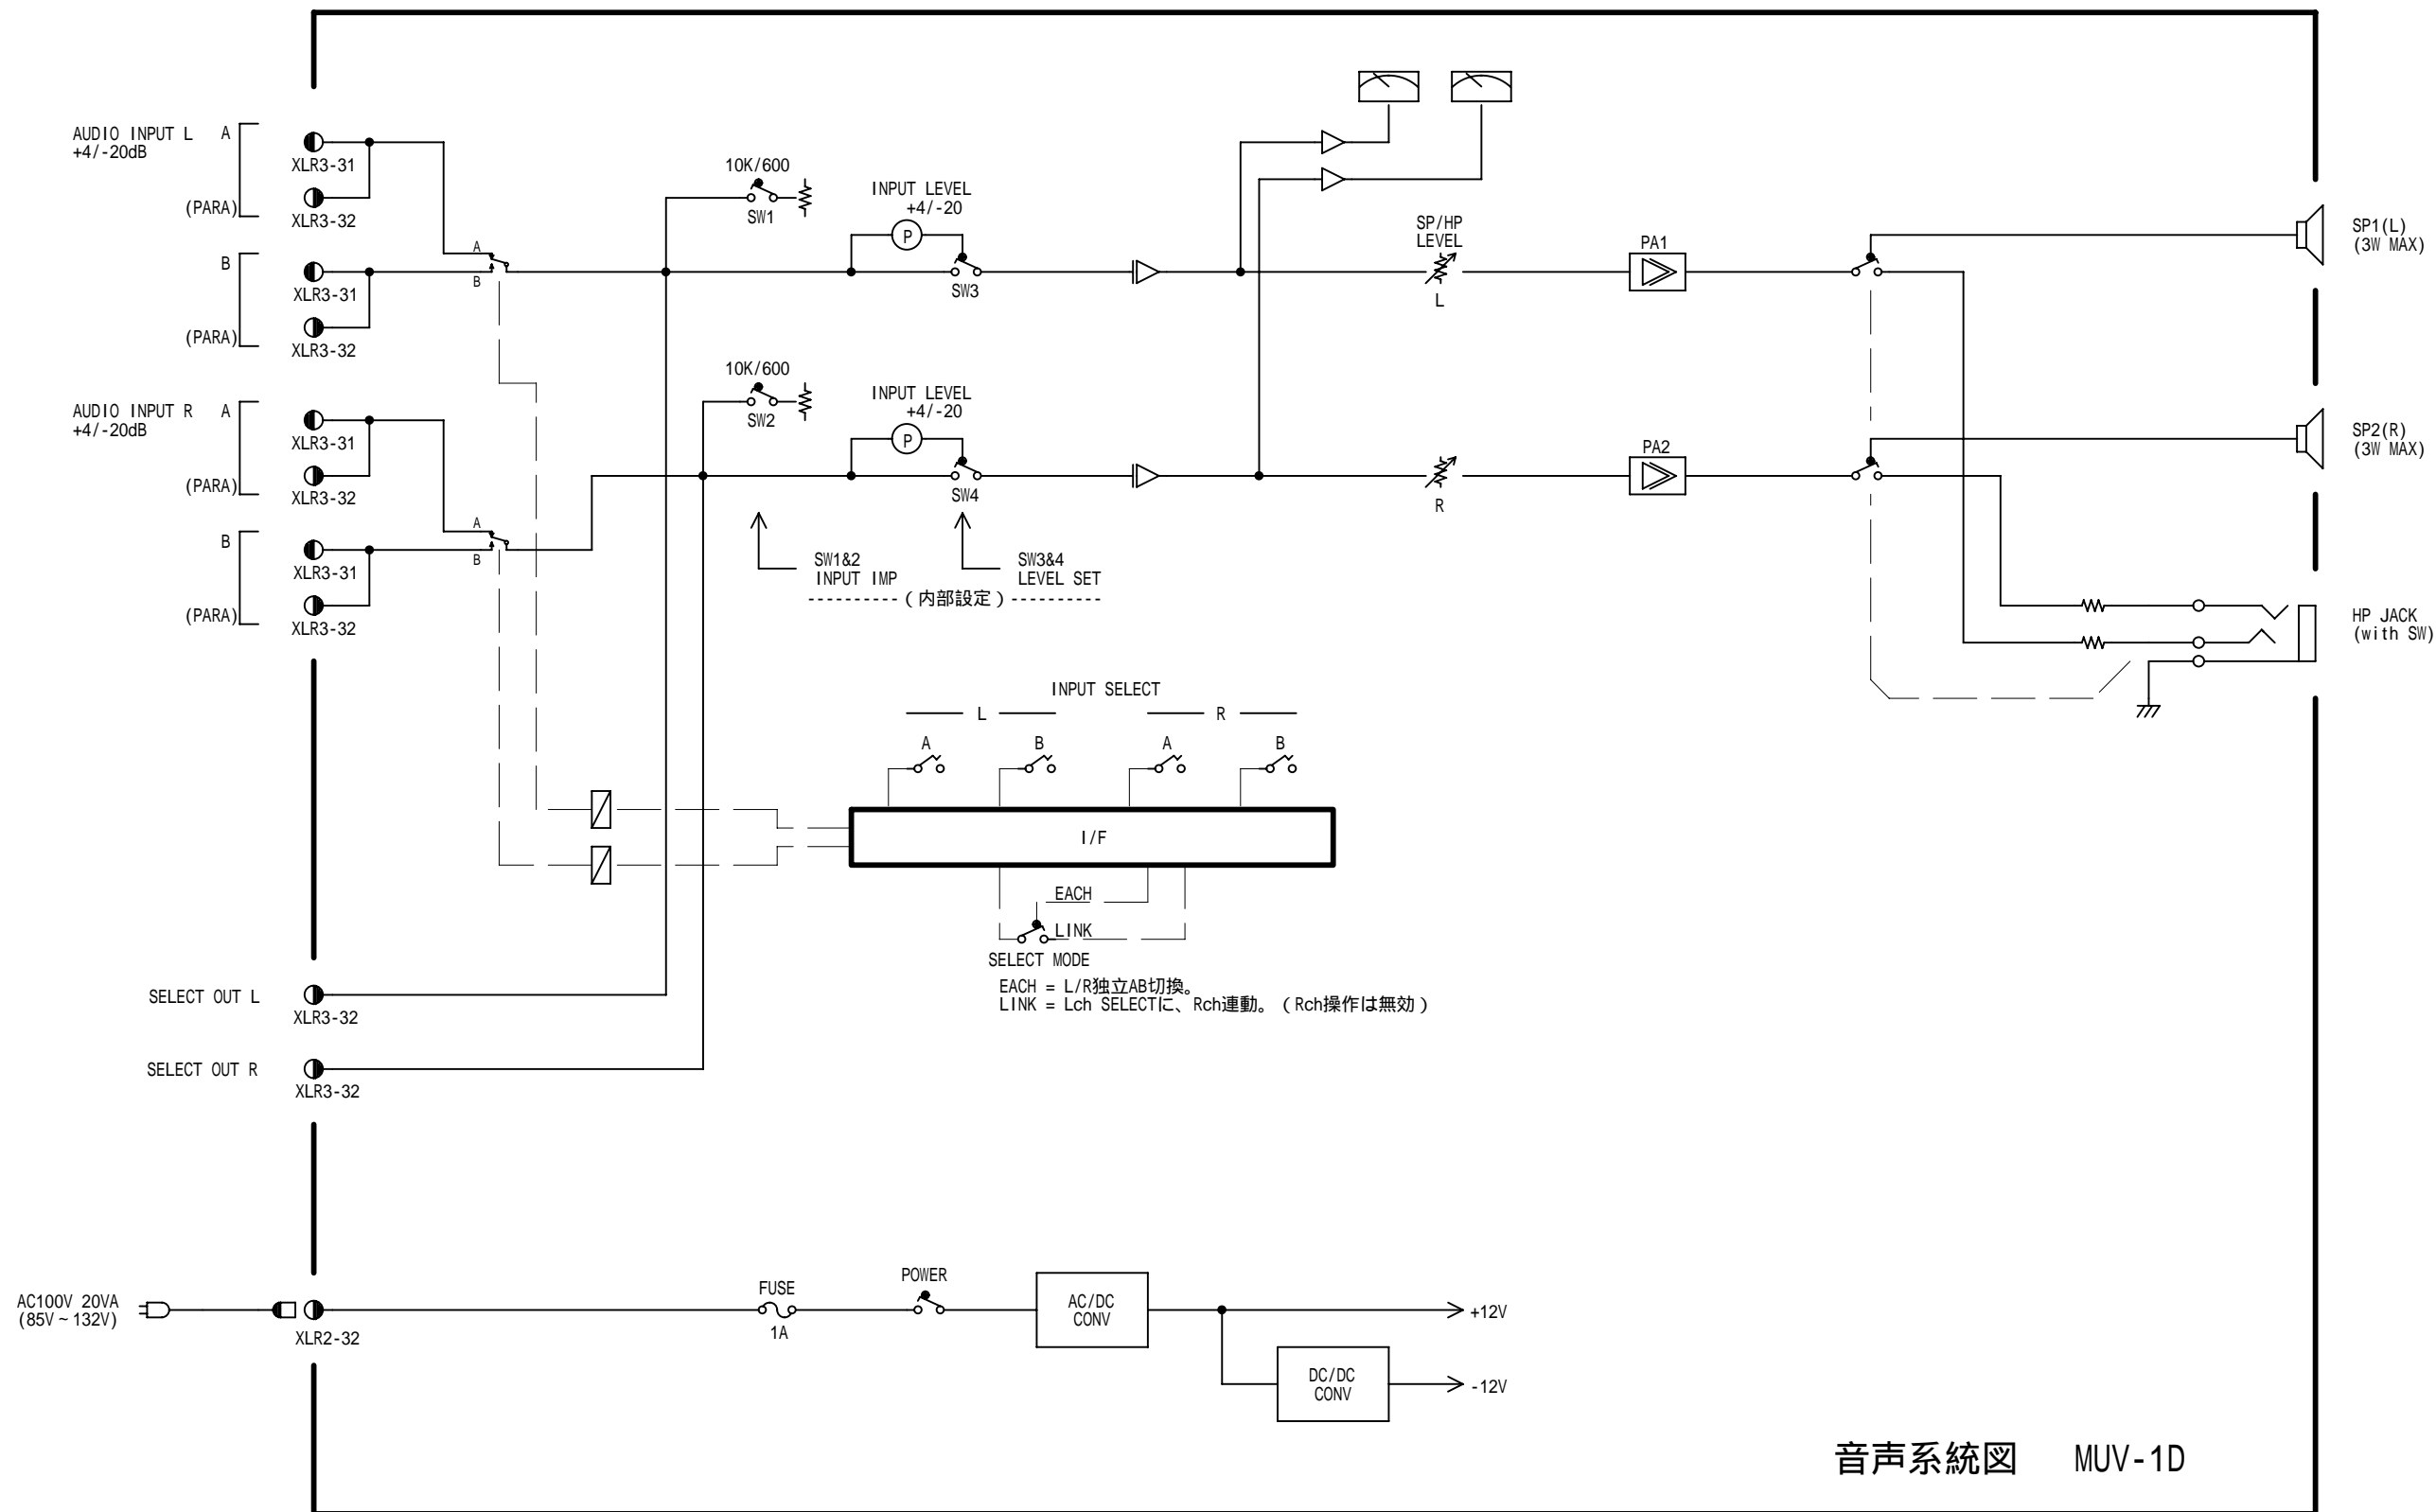 AUDIO INPUT L A
+4/-20dB
XLR3-31
(PARA)
XLR3-32
B
XLR3-31
(PARA)
XLR3-32
A
B
AUDIO INPUT R A
+4/-20dB
XLR3-31
(PARA)
XLR3-32
B
XLR3-31
(PARA)
XLR3-32
A
B
10K/600
SW1
INPUT LEVEL
+4/-20
P
SW3
10K/600
SW2
INPUT LEVEL
+4/-20
P
SW4
SW1&2
INPUT IMP
SW3&4
LEVEL SET
----------(内部設定)----------
SP/HP
LEVEL
L
R
PA1
PA2
SP1(L)
(3W MAX)
SP2(R)
(3W MAX)
HP JACK
(with SW)
INPUT SELECT
L R
A B A B
I/F
EACH
LINK
SELECT MODE
EACH = L/R独立AB切換。
LINK = Lch SELECTに、Rch連動。(Rch操作は無効)
SELECT OUT L
XLR3-32
SELECT OUT R
XLR3-32
AC100V 20VA
(85V~132V)
XLR2-32
FUSE
1A
POWER
AC/DC
CONV
+12V
DC/DC
CONV
-12V
音声系統図 MUV-1D